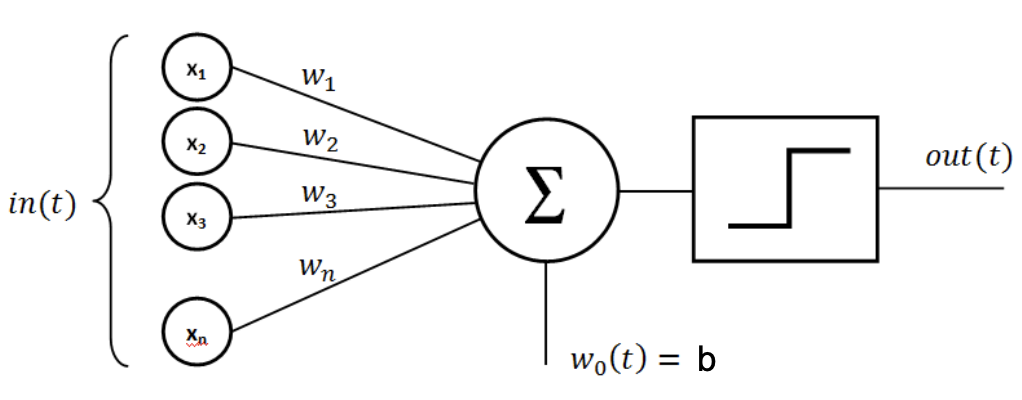 x₁
w₁
x₂
w₂
x₃
w₃
in(t)
wₙ
xₙ
Σ
out(t)
w₀(t) = b